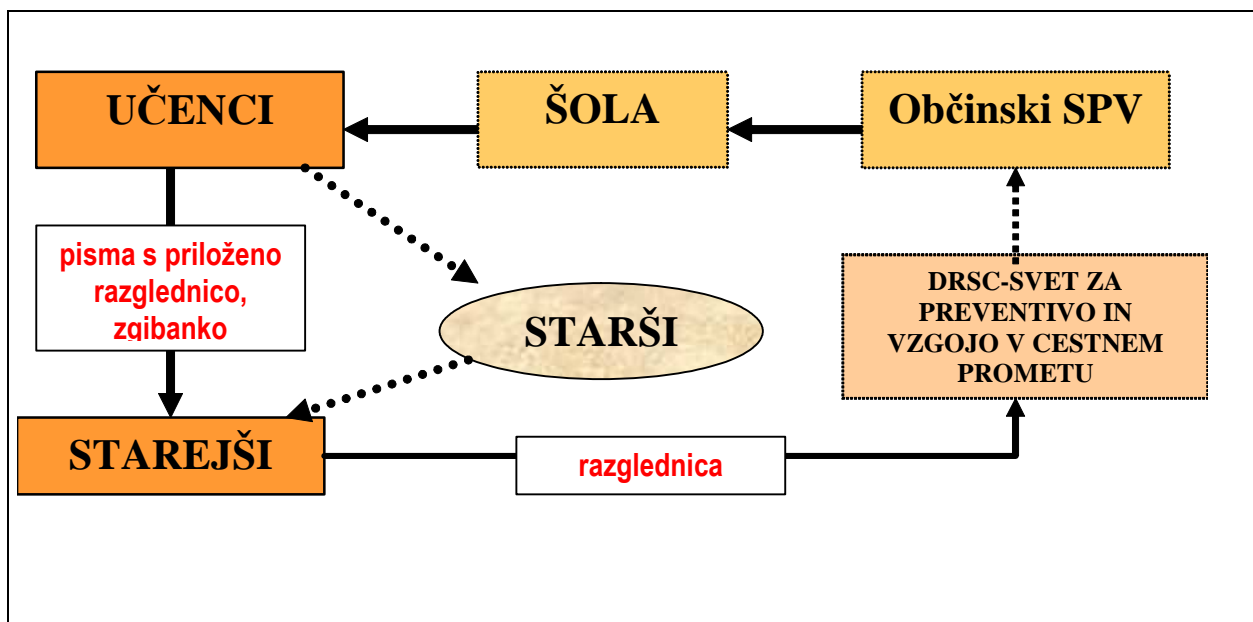 UČENCI
ŠOLA
Občinski SPV
pisma s priloženo
razglednico,
zgibanko
STARŠI
DRSC-SVET ZA
PREVENTIVO IN
VZGOJO V CESTNEM
PROMETU
STAREJŠI
razglednica